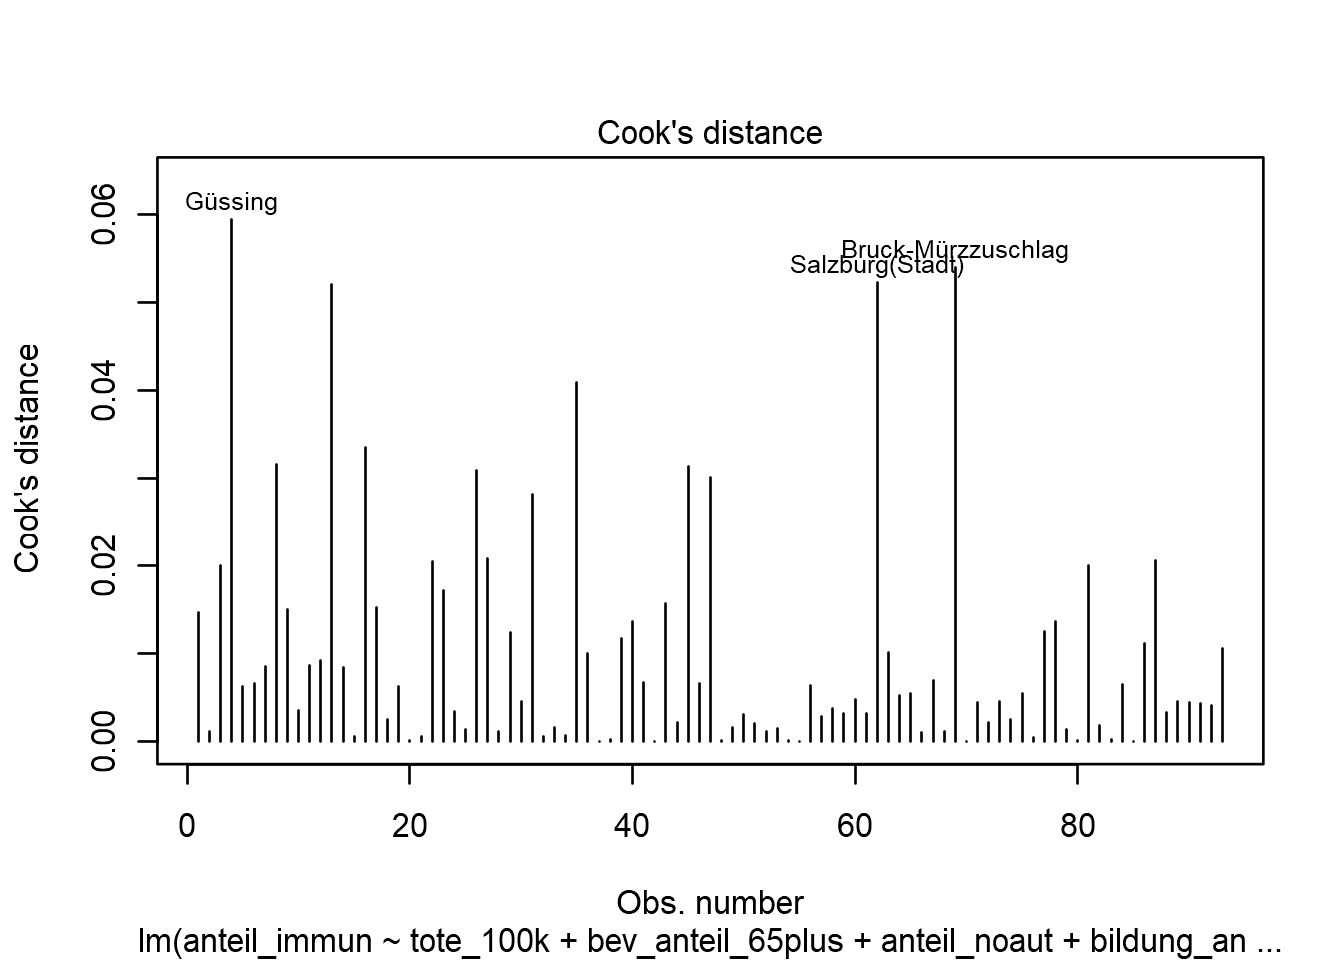 Cook's distance
Güssing
Bruck-Mürzzuschlag
Salzburg(Stadt)
0.06
0.04
0.02
0.00
Cook's distance
0 20 40 60 80
Obs. number
lm(anteil_immun ~ tote_100k + bev_anteil_65plus + anteil_noaut + bildung_an ...